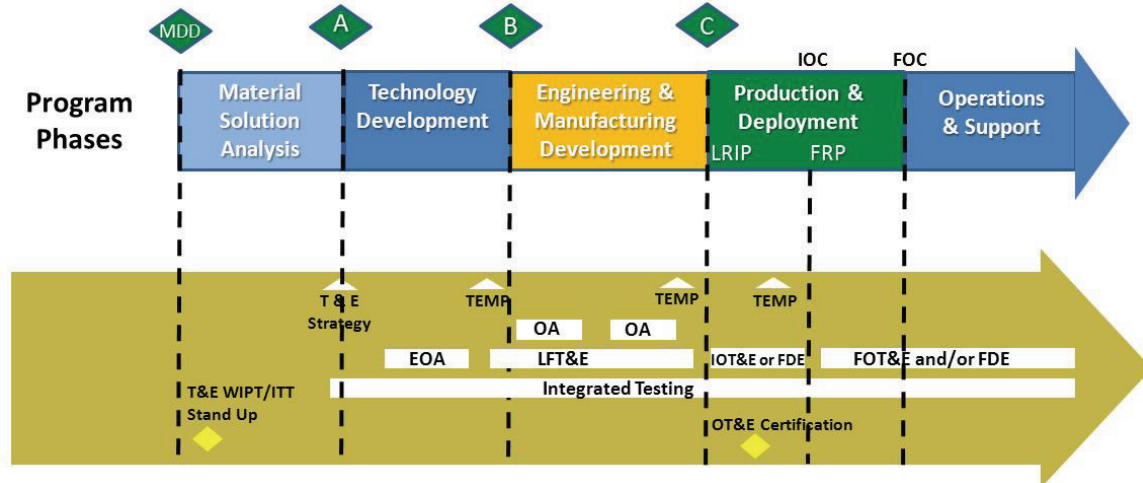 MDD
A
B
C
IOC
FOC
Program
Phases
Material
Solution
Analysis
Technology
Development
Engineering &
Manufacturing
Development
Production &
Deployment
LRIP
FRP
Operations
& Support
T & E
Strategy
TEMP
TEMP
TEMP
OA
OA
EOA
LFT&E
IOT&E or FDE
FOT&E and/or FDE
Integrated Testing
T&E WIPT/ITT
Stand Up
OT&E Certification